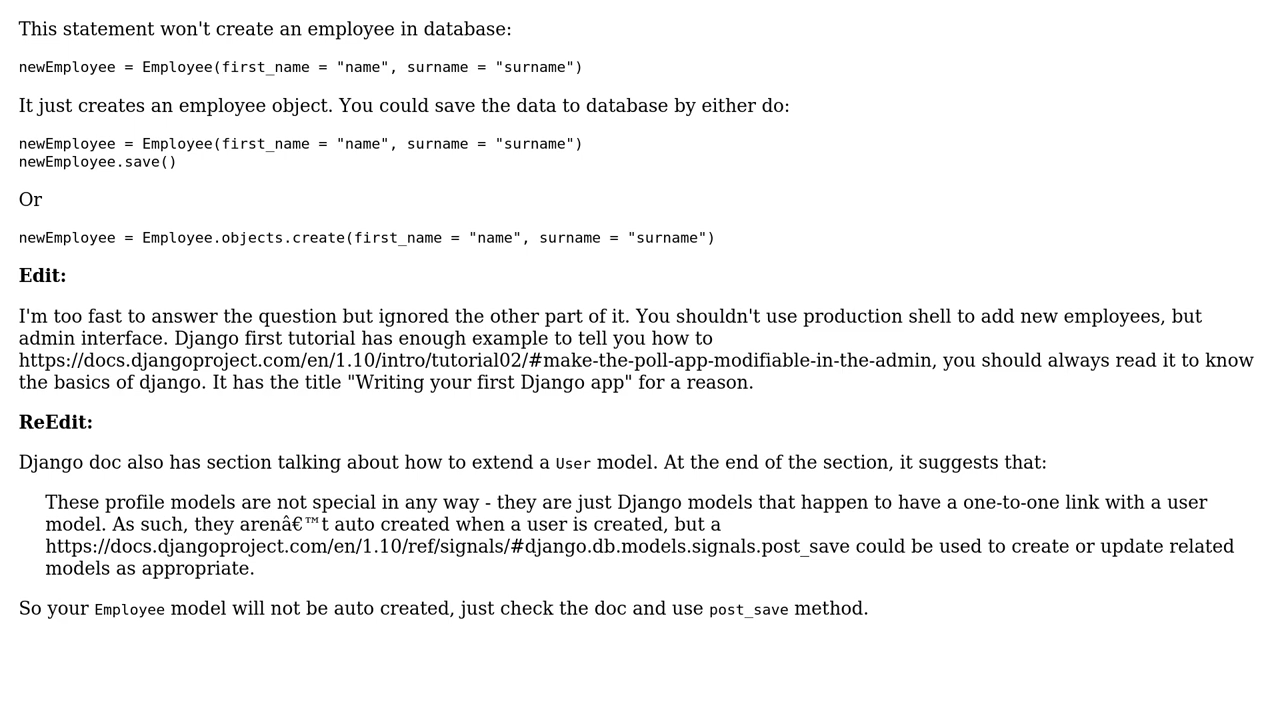 This statement won't create an employee in database:
newEmployee = Employee(first_name = "name", surname = "surname")
It just creates an employee object. You could save the data to database by either do:
newEmployee = Employee(first_name = "name", surname = "surname")
newEmployee.save()
Or
newEmployee = Employee.objects.create(first_name = "name", surname = "surname")
Edit:
I'm too fast to answer the question but ignored the other part of it. You shouldn't use production shell to add new employees, but
admin interface. Django first tutorial has enough example to tell you how to
https://docs.djangoproject.com/en/1.10/intro/tutorial02/#make-the-poll-app-modifiable-in-the-admin, you should always read it to know
the basics of django. It has the title "Writing your first Django app" for a reason.
ReEdit:
Django doc also has section talking about how to extend a User model. At the end of the section, it suggests that:
These profile models are not special in any way - they are just Django models that happen to have a one-to-one link with a user
model. As such, they arenâ€™t auto created when a user is created, but a
https://docs.djangoproject.com/en/1.10/ref/signals/#django.db.models.signals.post_save could be used to create or update related
models as appropriate.
So your Employee model will not be auto created, just check the doc and use post_save method.